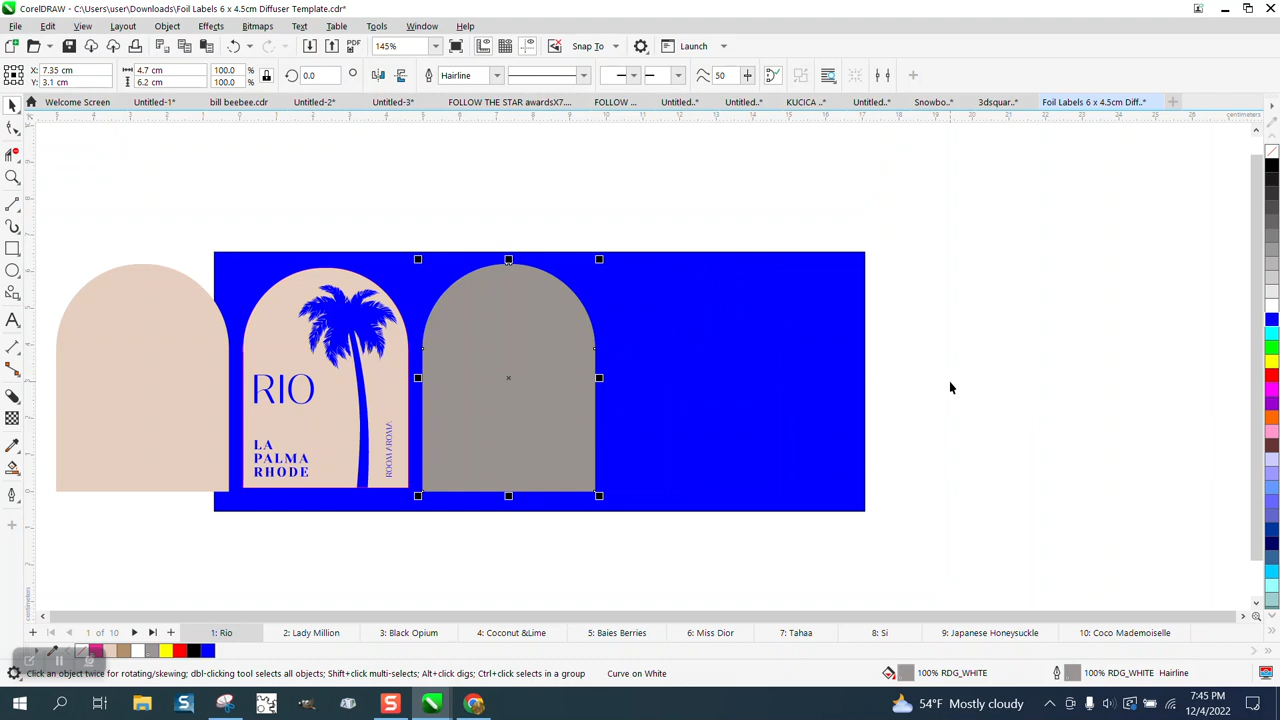 CorelDRAW - C:\Users\user\Downloads\Foil Labels 6 x 4.5cm Diffuser Template.cdr*
File Edit View Layout Object Effects Bitmaps Text Table Tools Window Help
PDF 145% Snap To Launch
X: 7.35 cm 4.7 cm 100.0 % 0.0 Hairline 50
Y: 3.1 cm 6.2 cm 100.0 %
Welcome Screen Untitled-1* bill beebee.cdr Untitled-2* Untitled-3* FOLLOW THE STAR awardsX7.... FOLLOW ... Untitled..* Untitled..* KUCICA ..* Untitled..* Snowbo..* 3dsquar...* Foil Labels 6 x 4.5cm Diff..*
centimeters
RIO
LA
PALMA
RHODE
ROOM AROMA
centimeters
1 of 10 1: Rio 2: Lady Million 3: Black Opium 4: Coconut &Lime 5: Baies Berries 6: Miss Dior 7: Tahaa 8: Si 9: Japanese Honeysuckle 10: Coco Mademoiselle
Click an object twice for rotating/skewing; dbl-clicking tool selects all objects; Shift+click multi-selects; Alt+click digs; Ctrl+click selects in a group Curve on White 100% RDG_WHITE 100% RDG_WHITE Hairline
54°F Mostly cloudy 7:45 PM
12/4/2022